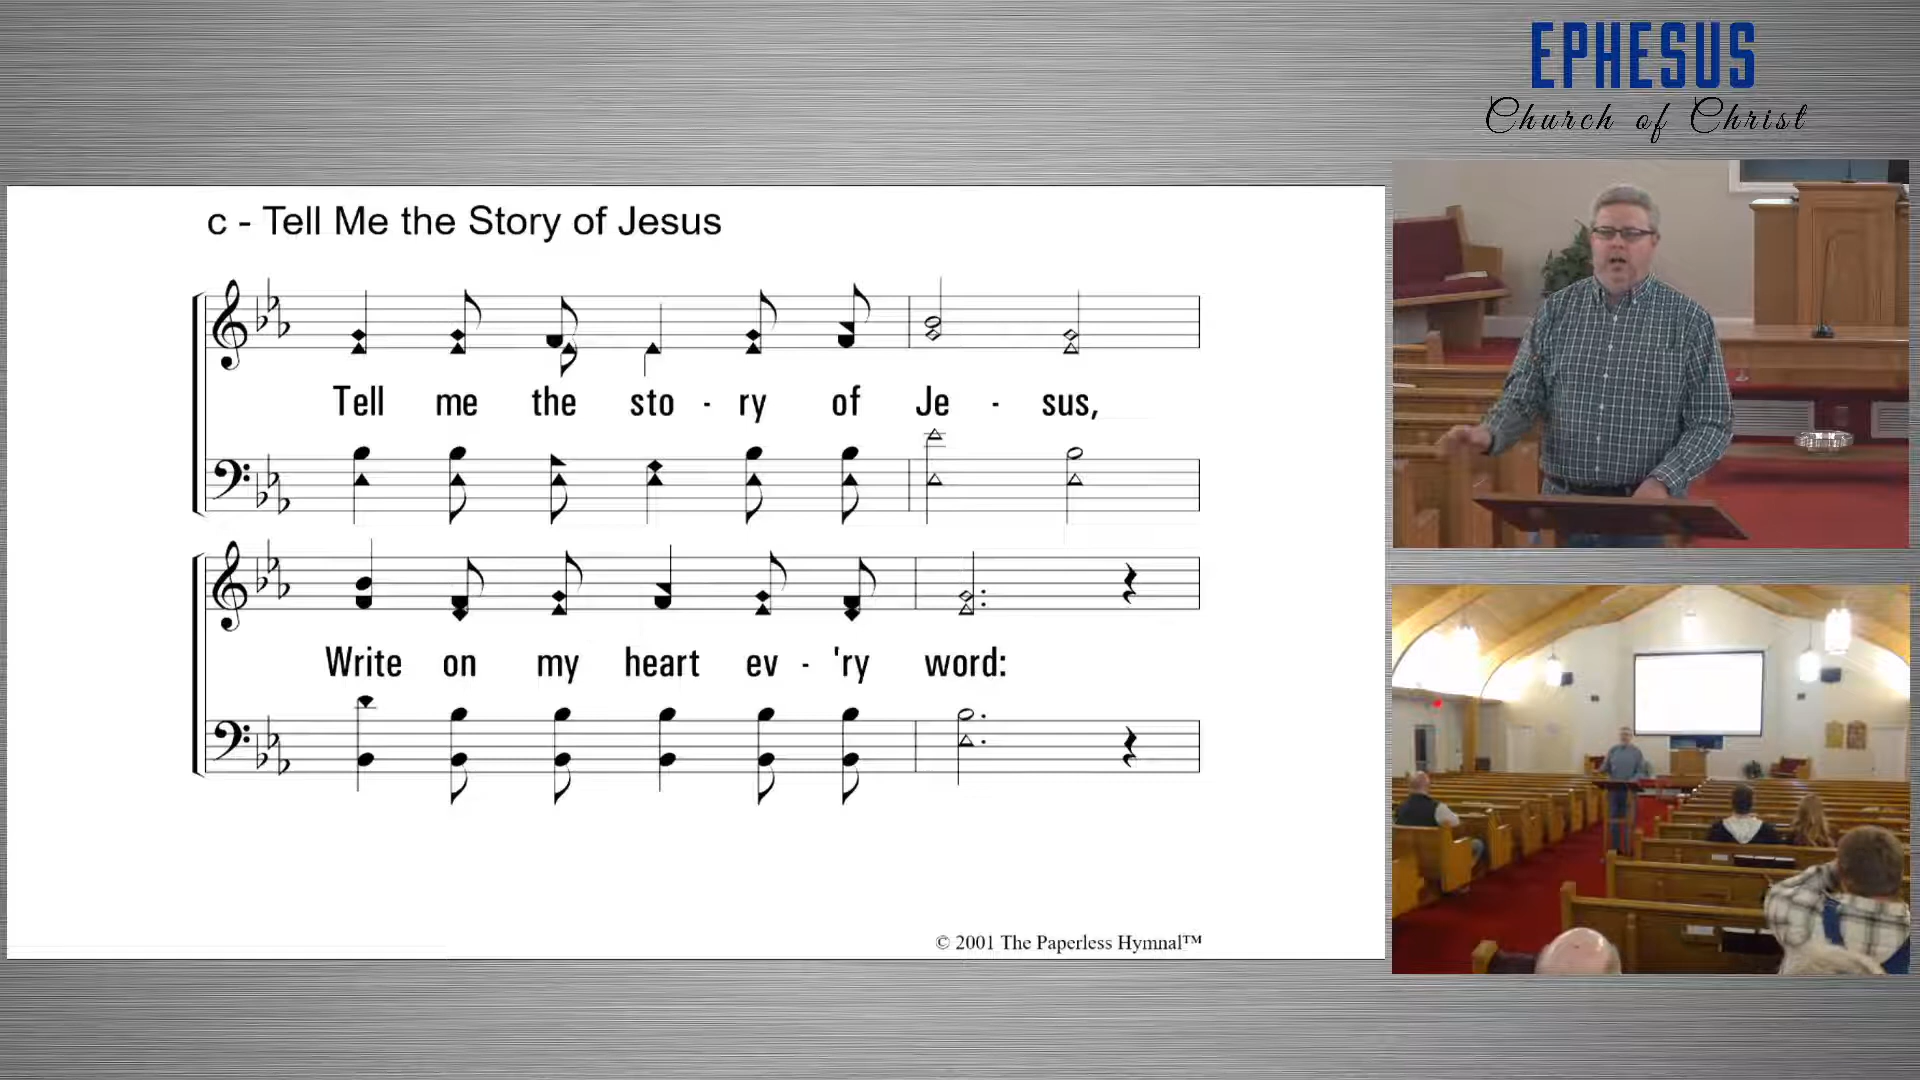 EPHESUS
Church of Christ
c - Tell Me the Story of Jesus
Tell me the sto - ry of Je - sus,
Write on my heart ev - 'ry word:
© 2001 The Paperless Hymnal™